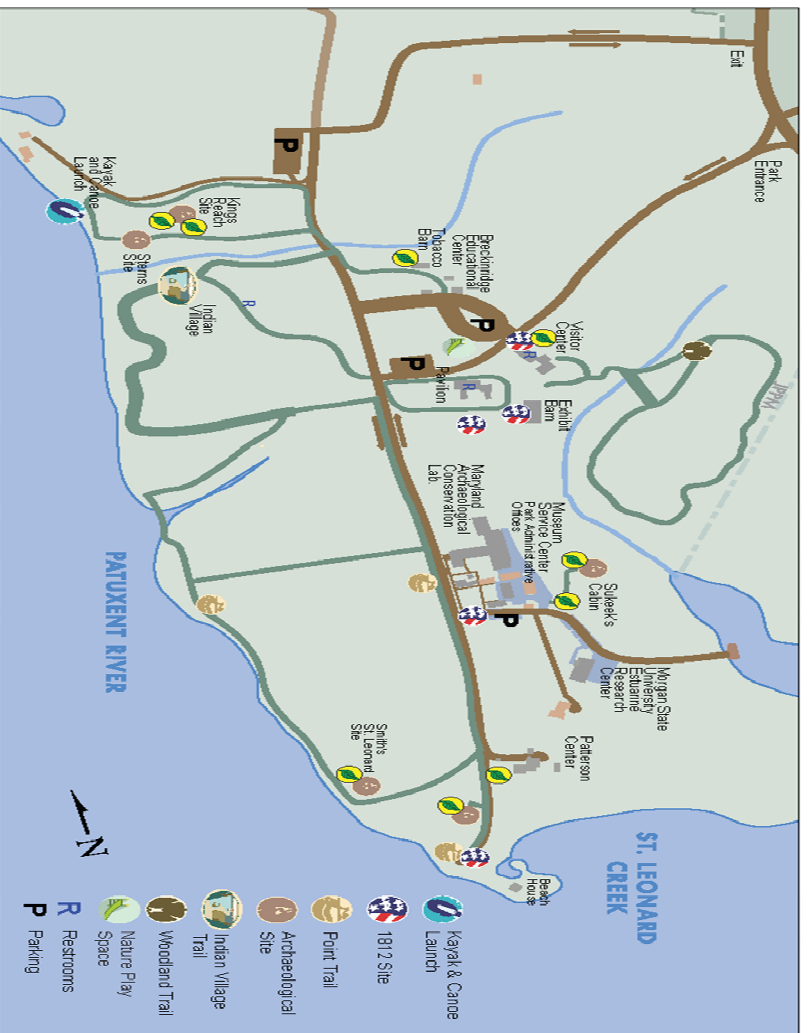 Exit
Park
Entrance
JPPM
P
Kayak
and Canoe
Launch
Kings
Reach
Site
Sterns
Site
Indian
Village
R
Breckinridge
Educational
Center
Tobacco
Barn
P
Visitor
Center
R
P
Pavilion
R
Exhibit
Barn
Maryland
Archaeological
Conservation
Lab.
Museum
Service Center
Park Administrative
Offices
Sukeek's
Cabin
P
Morgan State
University
Estuarine
Research
Center
Patterson
Center
Smith's
St. Leonard
Site
Beach
House
PATUXENT RIVER
ST. LEONARD
CREEK
N
Kayak & Canoe
Launch
1812 Site
Point Trail
Archaeological
Site
Indian Village
Trail
Woodland Trail
Nature Play
Space
R Restrooms
P Parking